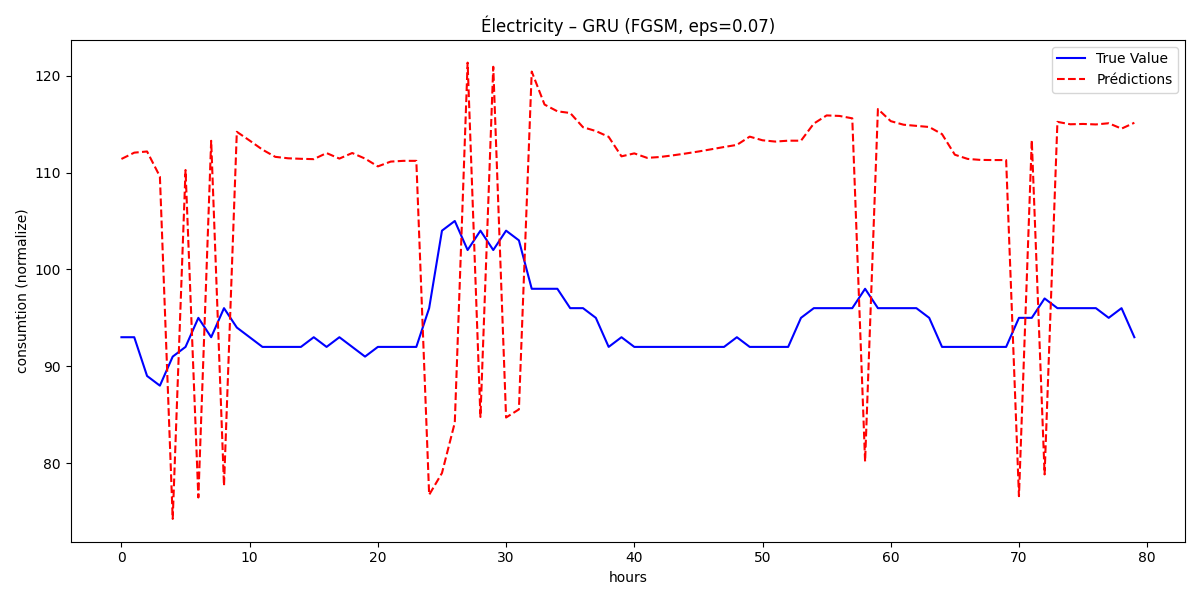 Électricity – GRU (FGSM, eps=0.07)
True Value
Prédictions
consumtion (normalize)
120
110
100
90
80
0 10 20 30 40 50 60 70 80
hours